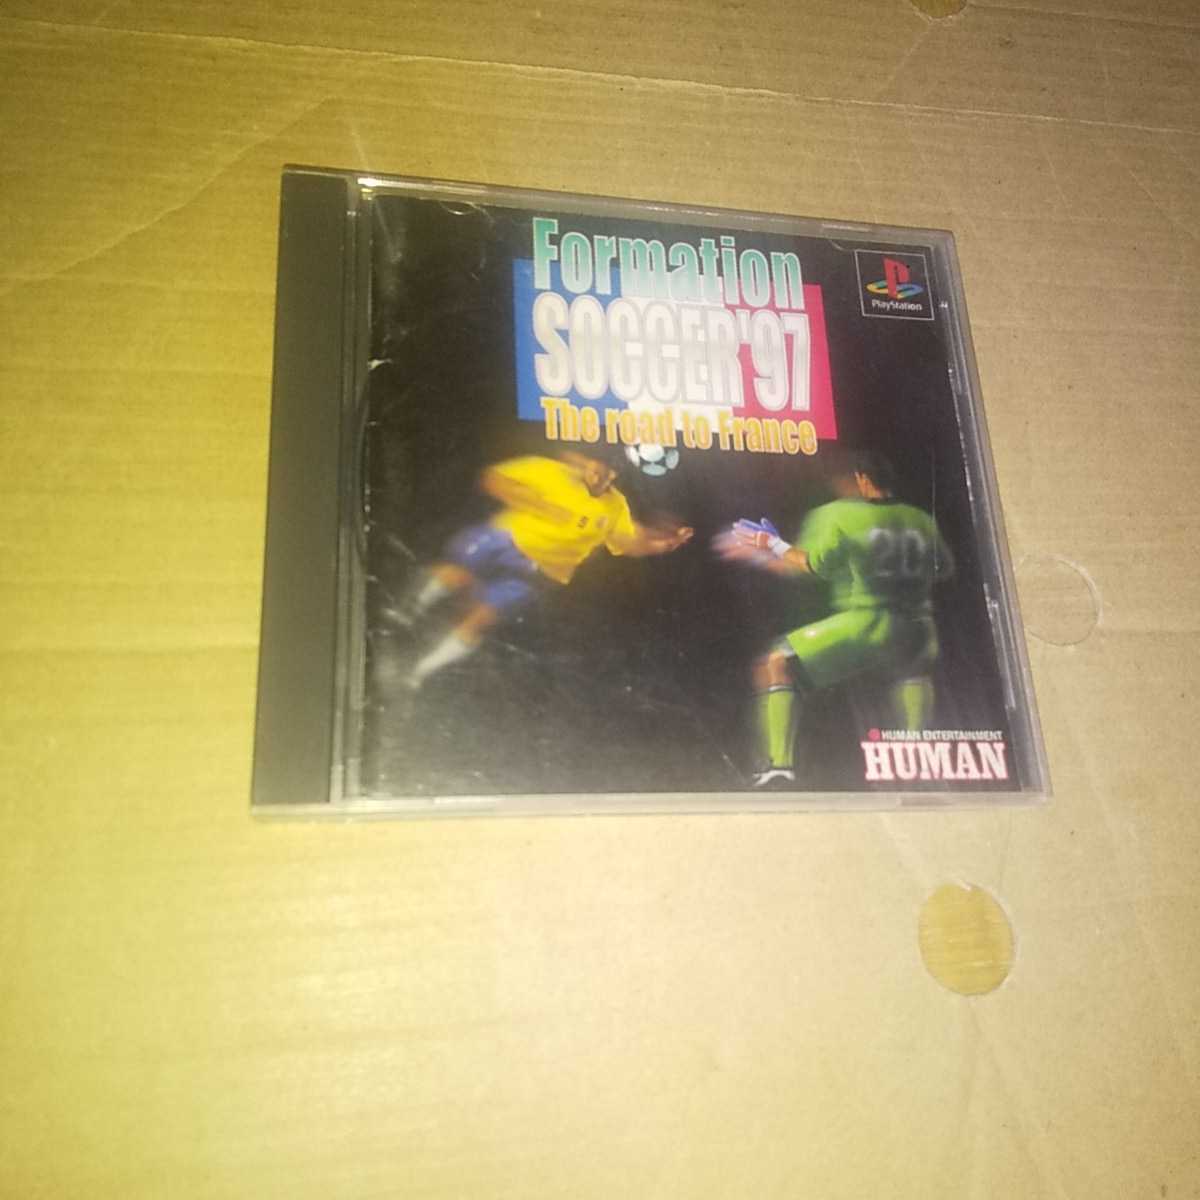 Formation
SOCCER'97
The road to France
PlayStation
20
HUMAN ENTERTAINMENT
HUMAN